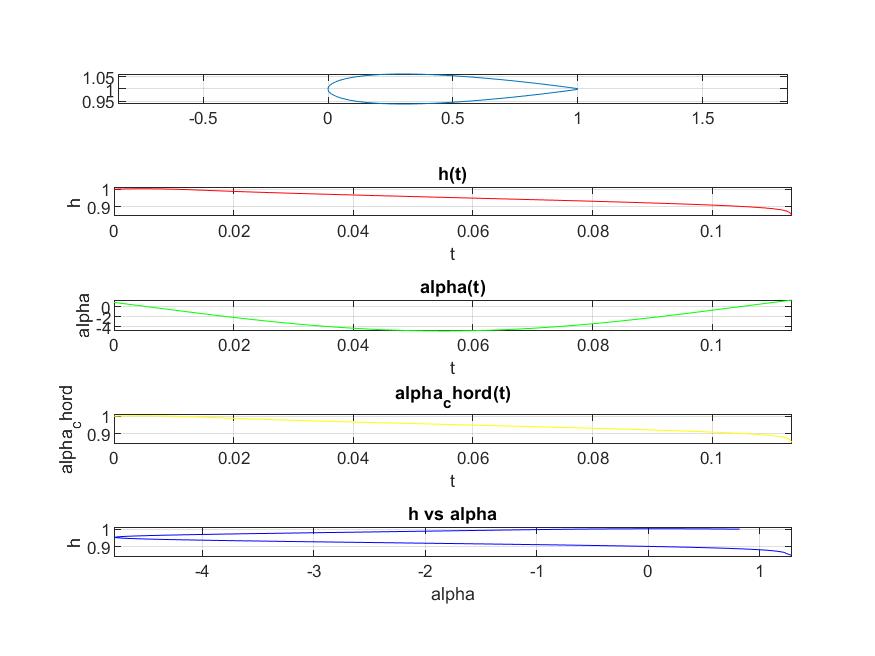 1.05
1
0.95
-0.5 0 0.5 1 1.5
h(t)
h
1
0.9
0 0.02 0.04 0.06 0.08 0.1
t
alpha(t)
alpha
0
-2
-4
0 0.02 0.04 0.06 0.08 0.1
t
alpha_chord(t)
alpha_chord
1
0.9
0 0.02 0.04 0.06 0.08 0.1
t
h vs alpha
h
1
0.9
-4 -3 -2 -1 0 1
alpha